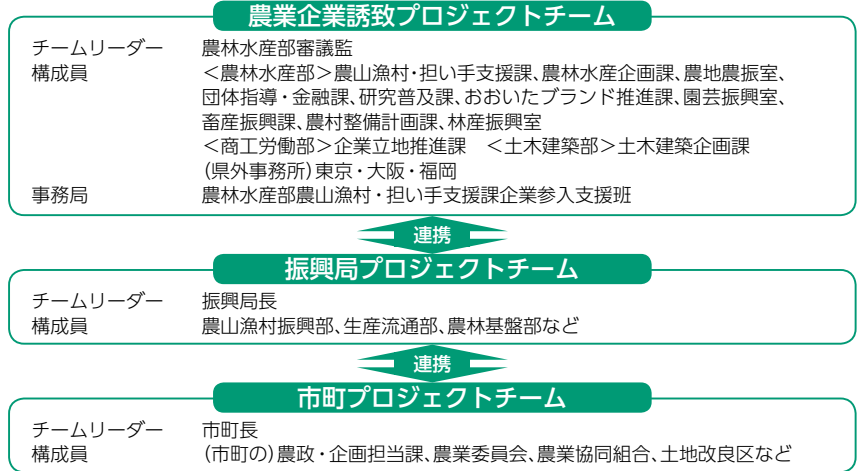 農業企業誘致プロジェクトチーム
チームリーダー 農林水産部審議監
構成員 <農林水産部>農山漁村・担い手支援課、農林水産企画課、農地農振室、
団体指導・金融課、研究普及課、おおいたブランド推進課、園芸振興室、
畜産振興課、農村整備計画課、林産振興室
<商工労働部>企業立地推進課 <土木建築部>土木建築企画課
(県外事務所)東京・大阪・福岡
事務局 農林水産部農山漁村・担い手支援課企業参入支援班
連携
振興局プロジェクトチーム
チームリーダー 振興局長
構成員 農山漁村振興部、生産流通部、農林基盤部など
連携
市町プロジェクトチーム
チームリーダー 市町長
構成員 (市町の)農政・企画担当課、農業委員会、農業協同組合、土地改良区など